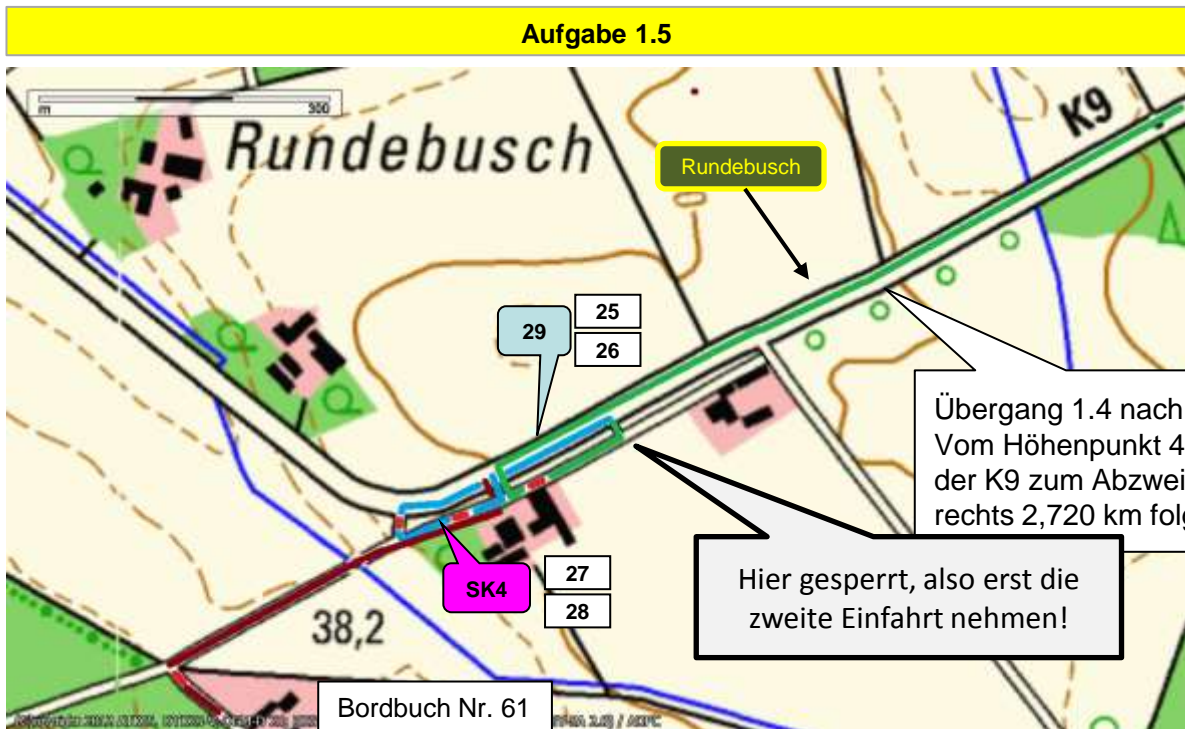 Aufgabe 1.5
m 300
Rundebusch
K9
Rundebusch
29
25
26
Übergang 1.4 nach
Vom Höhenpunkt 4
der K9 zum Abzwei
rechts 2,720 km folg
Hier gesperrt, also erst die
zweite Einfahrt nehmen!
SK4
27
28
38,2
Bordbuch Nr. 61